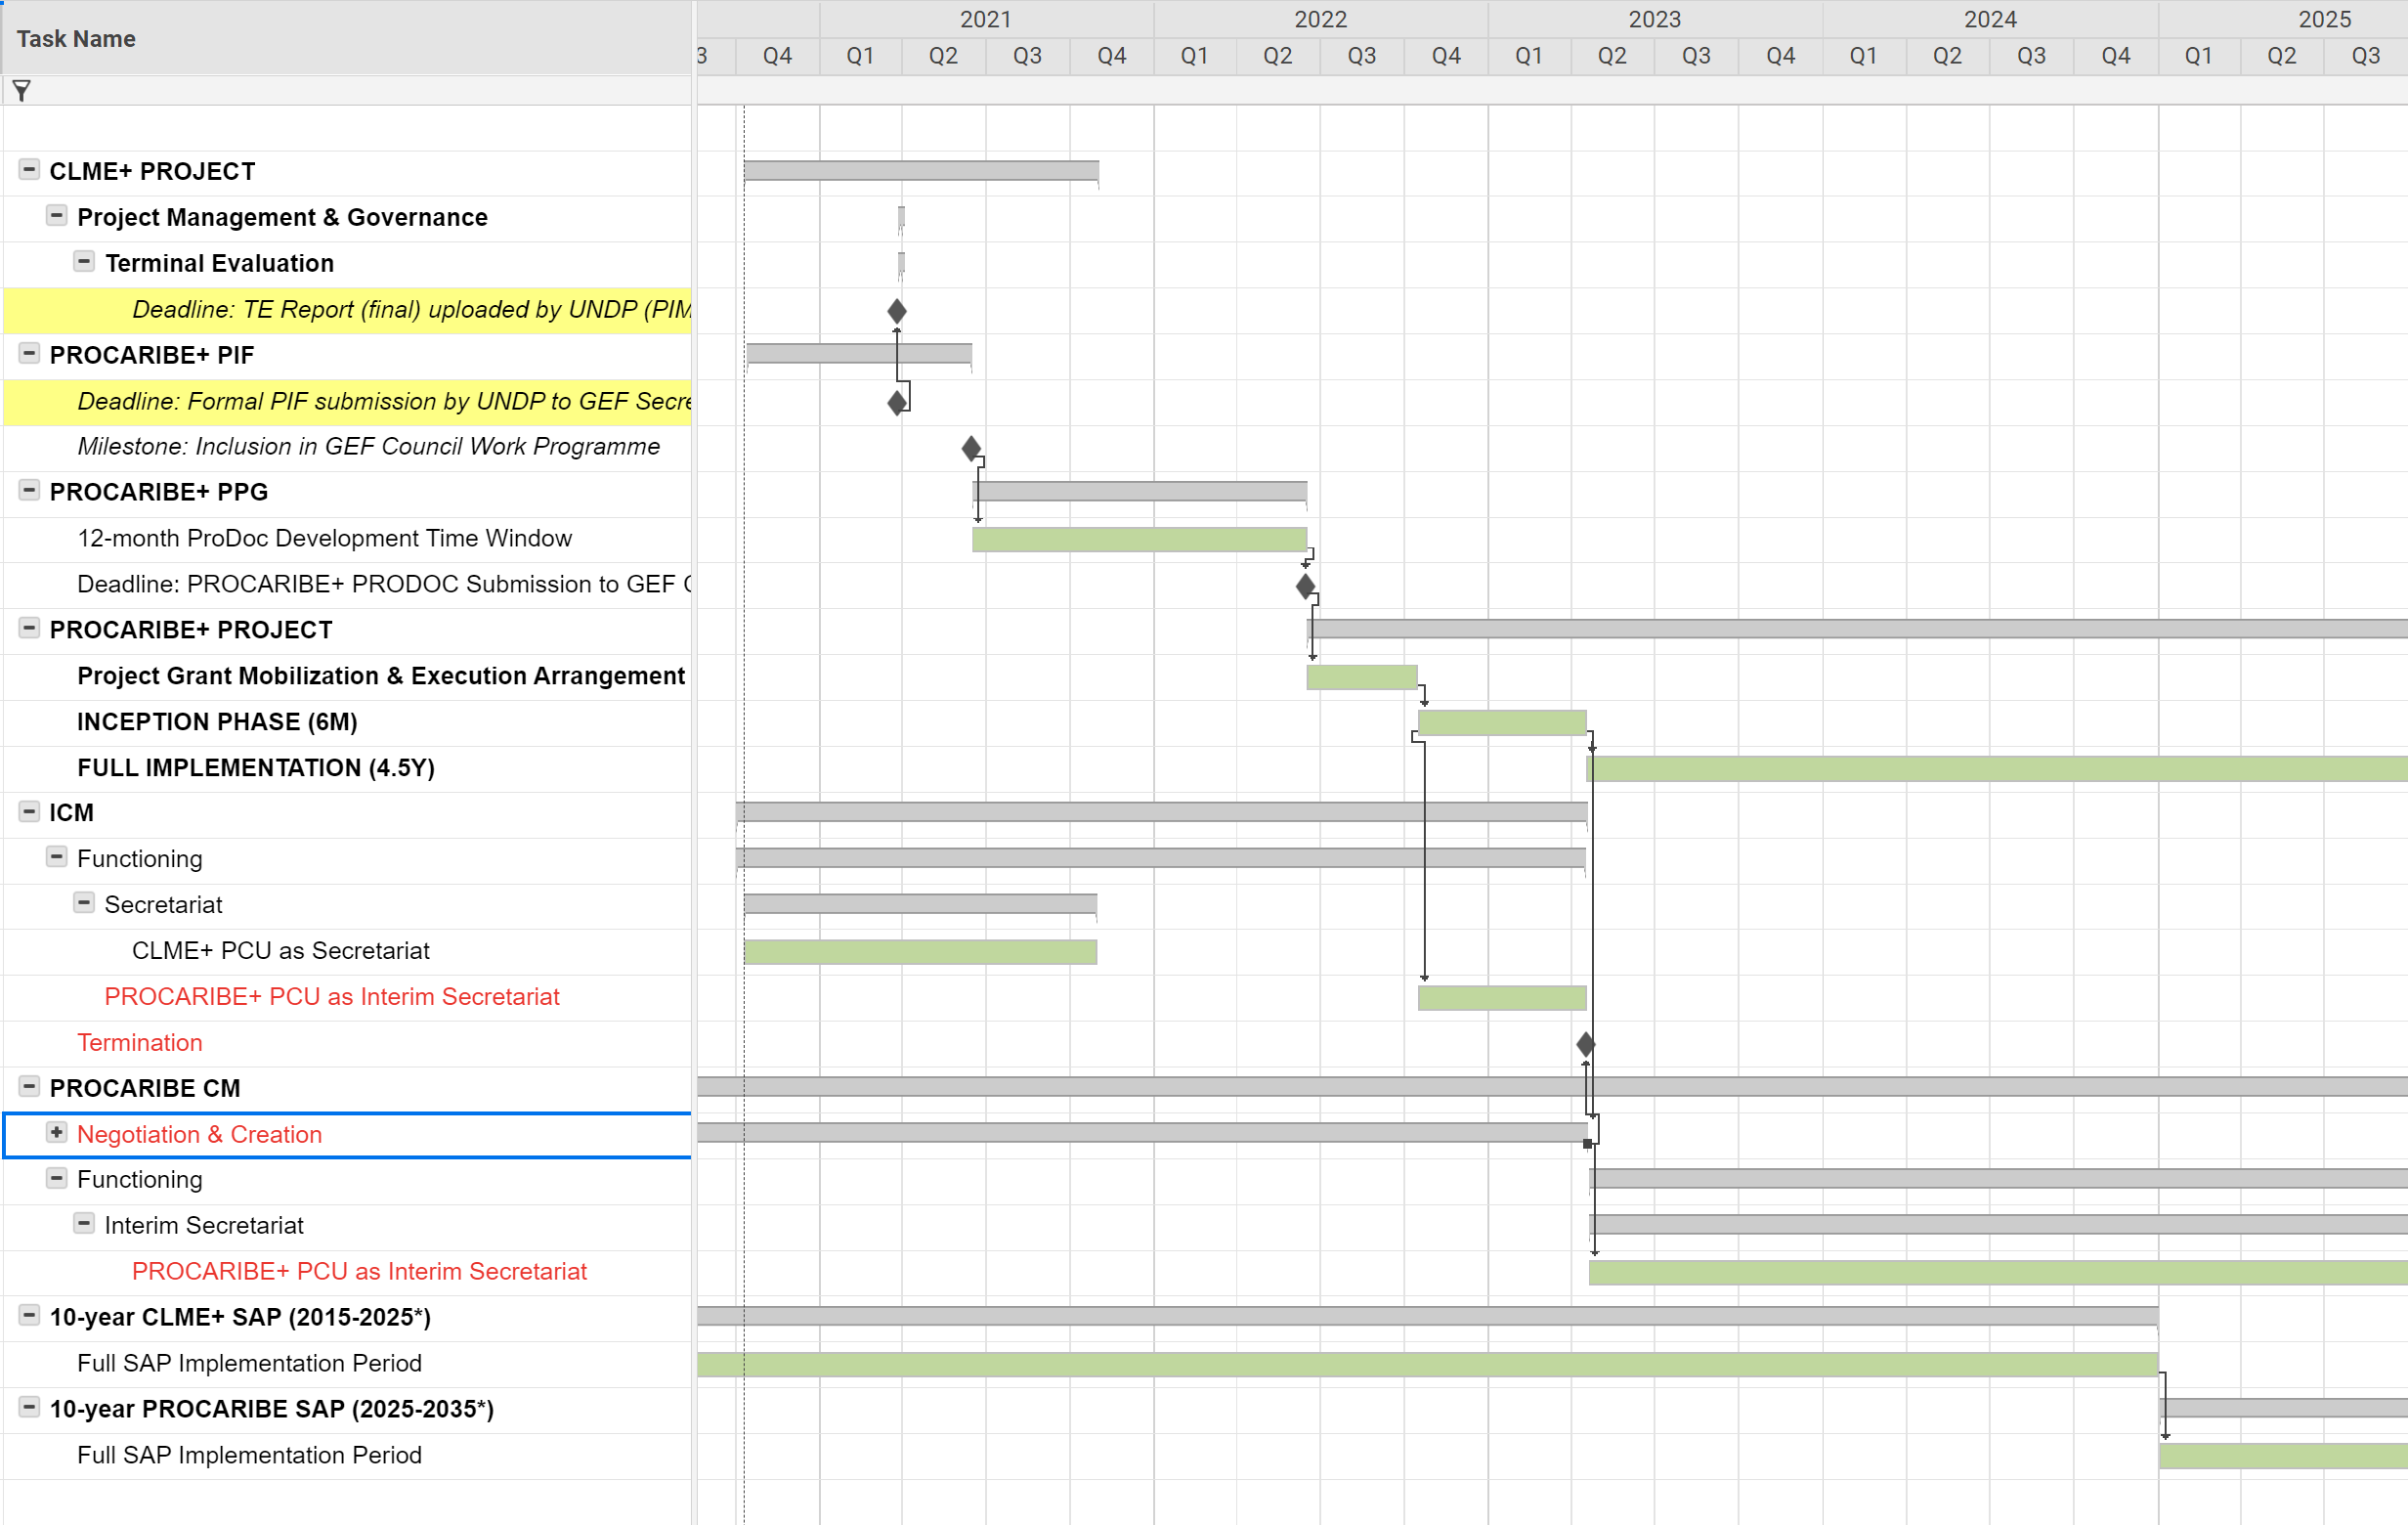 Task Name
2021 2022 2023 2024 2025
3 Q4 Q1 Q2 Q3 Q4 Q1 Q2 Q3 Q4 Q1 Q2 Q3 Q4 Q1 Q2 Q3 Q4 Q1 Q2 Q3
CLME+ PROJECT
Project Management & Governance
Terminal Evaluation
Deadline: TE Report (final) uploaded by UNDP (PIM
PROCARIBE+ PIF
Deadline: Formal PIF submission by UNDP to GEF Secre
Milestone: Inclusion in GEF Council Work Programme
PROCARIBE+ PPG
12-month ProDoc Development Time Window
Deadline: PROCARIBE+ PRODOC Submission to GEF C
PROCARIBE+ PROJECT
Project Grant Mobilization & Execution Arrangement
INCEPTION PHASE (6M)
FULL IMPLEMENTATION (4.5Y)
ICM
Functioning
Secretariat
CLME+ PCU as Secretariat
PROCARIBE+ PCU as Interim Secretariat
Termination
PROCARIBE CM
Negotiation & Creation
Functioning
Interim Secretariat
PROCARIBE+ PCU as Interim Secretariat
10-year CLME+ SAP (2015-2025*)
Full SAP Implementation Period
10-year PROCARIBE SAP (2025-2035*)
Full SAP Implementation Period